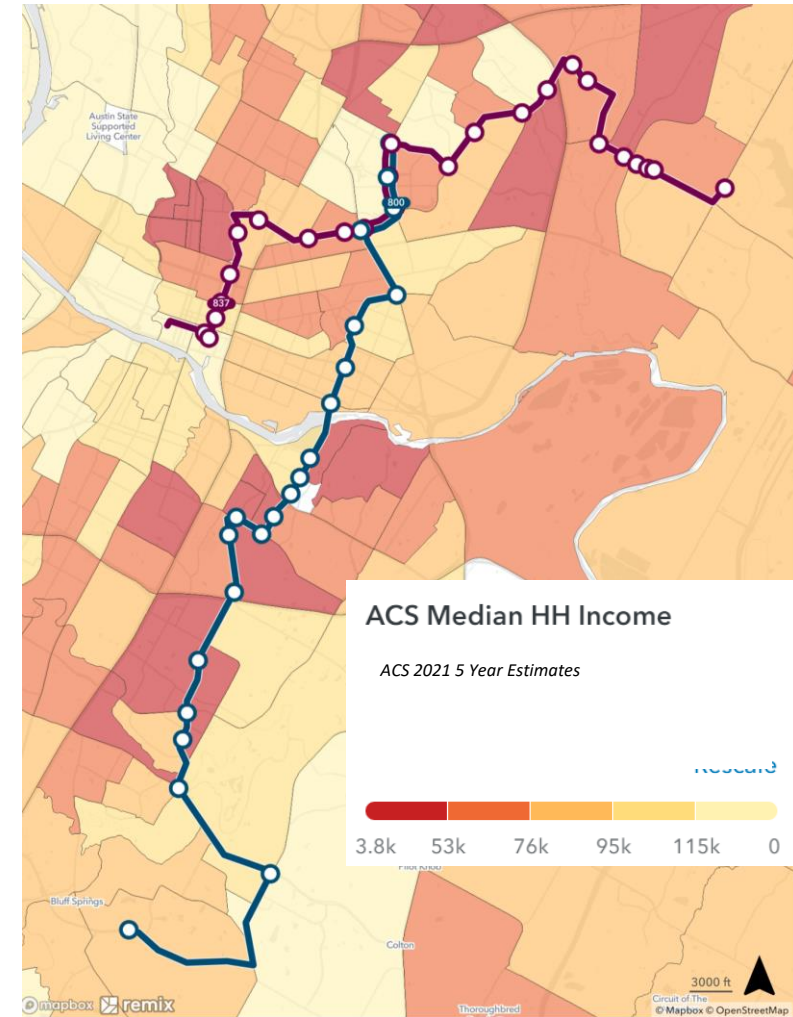 Austin State
Supported
Living Center
800
837
ACS Median HH Income
ACS 2021 5 Year Estimates
Rescale
3.8k 53k 76k 95k 115k 0
Pilot Knob
Bluff Springs
Colton
3000 ft
Circuit of The
Thoroughbred
mapbox remix
© Mapbox © OpenStreetMap